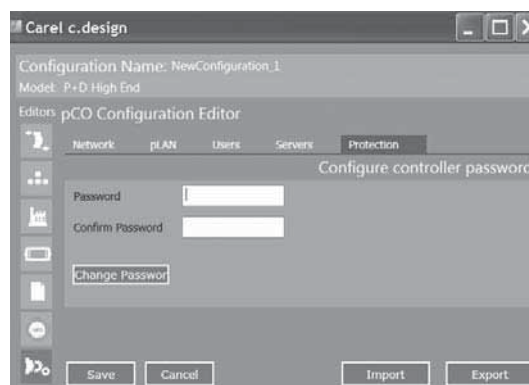 Carel c.design
Configuration Name: NewConfiguration_1
Model: P+D High End
Editors pCO Configuration Editor
Network pLAN Users Servers Protection
Configure controller password
Password
Confirm Password
Change Passwor
Save Cancel Import Export